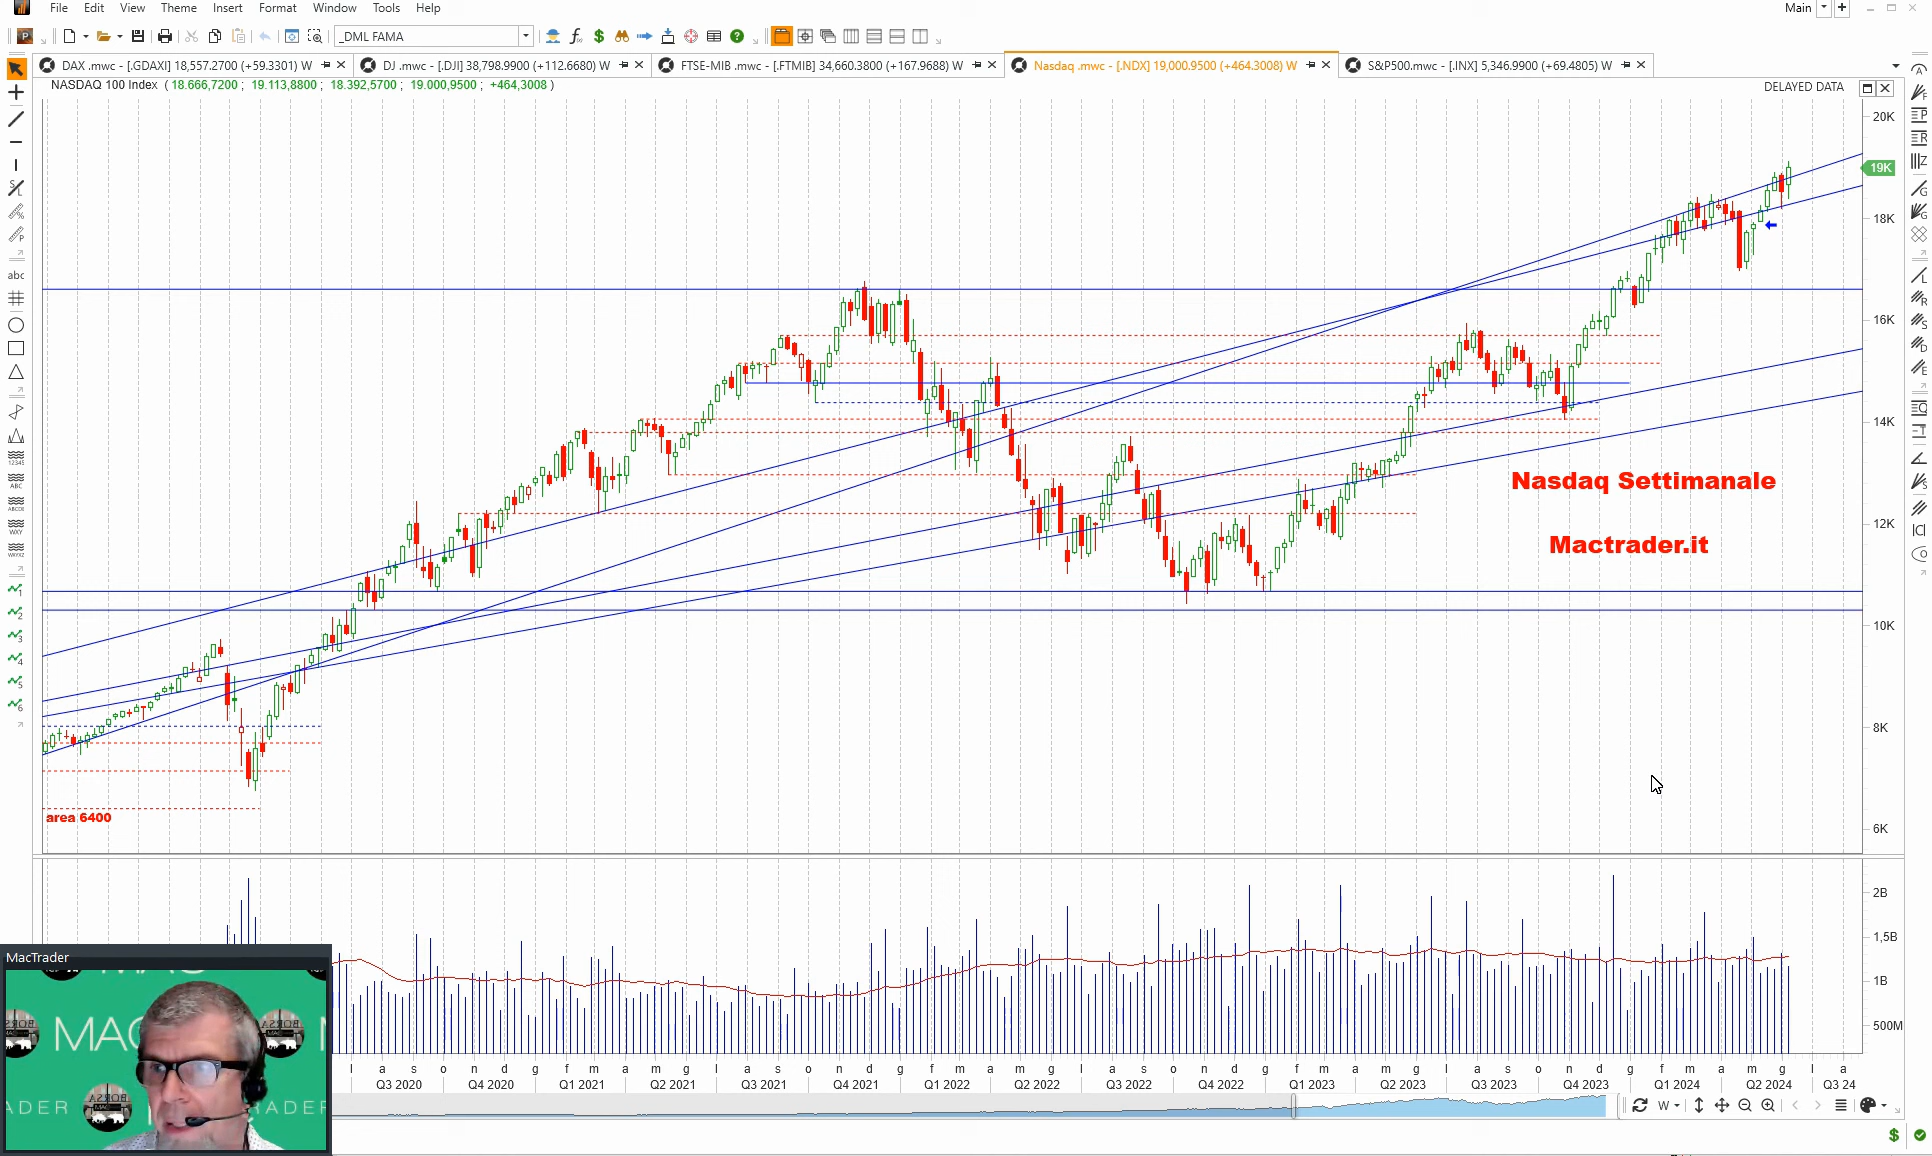 File Edit View Theme Insert Format Window Tools Help
Main
_DML FAMA
DAX .mwc - [.GDAXI] 18,557.2700 (+59.3301) W
DJ .mwc - [.DJI] 38,798.9900 (+112.6680) W
FTSE-MIB .mwc - [.FTMIB] 34,660.3800 (+167.9688) W
Nasdaq .mwc - [.NDX] 19,000.9500 (+464.3008) W
S&P500.mwc - [.INX] 5,346.9900 (+69.4805) W
NASDAQ 100 Index ( 18.666,7200 ; 19.113,8800 ; 18.392,5700 ; 19.000,9500 ; +464,3008 )
DELAYED DATA
20K
19K
18K
16K
14K
12K
10K
8K
6K
abc
Nasdaq Settimanale
Mactrader.it
area 6400
2B
1,5B
1B
500M
MacTrader
MAC
ADER
RADER
l a s o n d g f m a m g l a s o n d g f m a m g l a s o n d g f m a m g l a s o n d g f m a m g l a
Q3 2020 Q4 2020 Q1 2021 Q2 2021 Q3 2021 Q4 2021 Q1 2022 Q2 2022 Q3 2022 Q4 2022 Q1 2023 Q2 2023 Q3 2023 Q4 2023 Q1 2024 Q2 2024 Q3 24
W